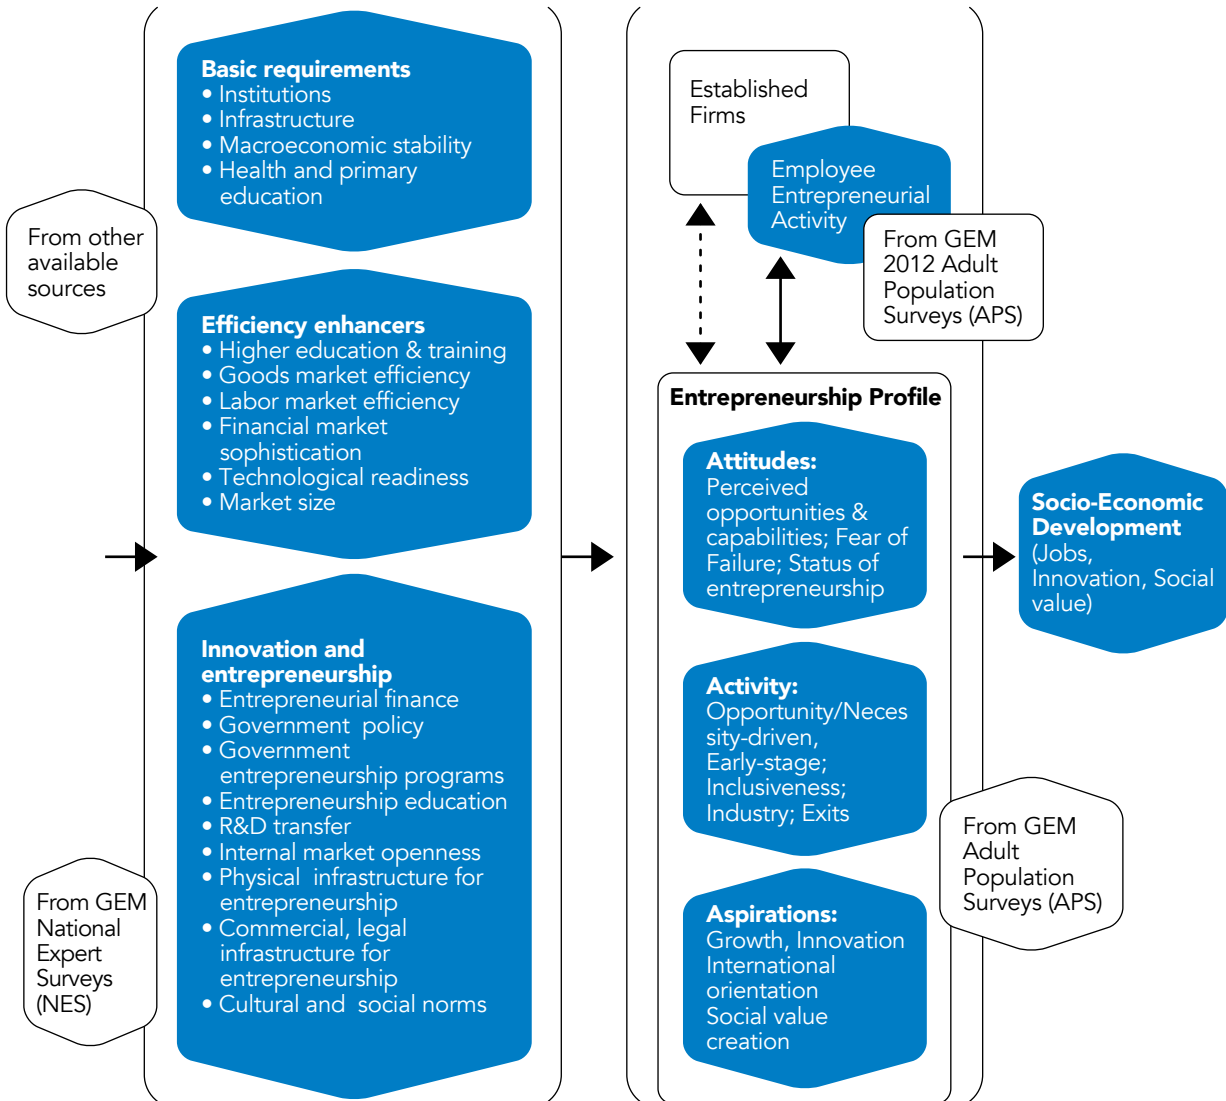 Basic requirements
• Institutions
• Infrastructure
• Macroeconomic stability
• Health and primary
education
From other
available
sources
Efficiency enhancers
• Higher education & training
• Goods market efficiency
• Labor market efficiency
• Financial market
sophistication
• Technological readiness
• Market size
Innovation and
entrepreneurship
• Entrepreneurial finance
• Government policy
• Government
entrepreneurship programs
• Entrepreneurship education
• R&D transfer
• Internal market openness
• Physical infrastructure for
entrepreneurship
• Commercial, legal
infrastructure for
entrepreneurship
• Cultural and social norms
From GEM
National
Expert
Surveys
(NES)
Established
Firms
Employee
Entrepreneurial
Activity
From GEM
2012 Adult
Population
Surveys (APS)
Entrepreneurship Profile
Attitudes:
Perceived
opportunities &
capabilities; Fear of
Failure; Status of
entrepreneurship
Activity:
Opportunity/Neces
sity-driven,
Early-stage;
Inclusiveness;
Industry; Exits
From GEM
Adult
Population
Surveys (APS)
Aspirations:
Growth, Innovation
International
orientation
Social value
creation
Socio-Economic
Development
(Jobs,
Innovation, Social
value)